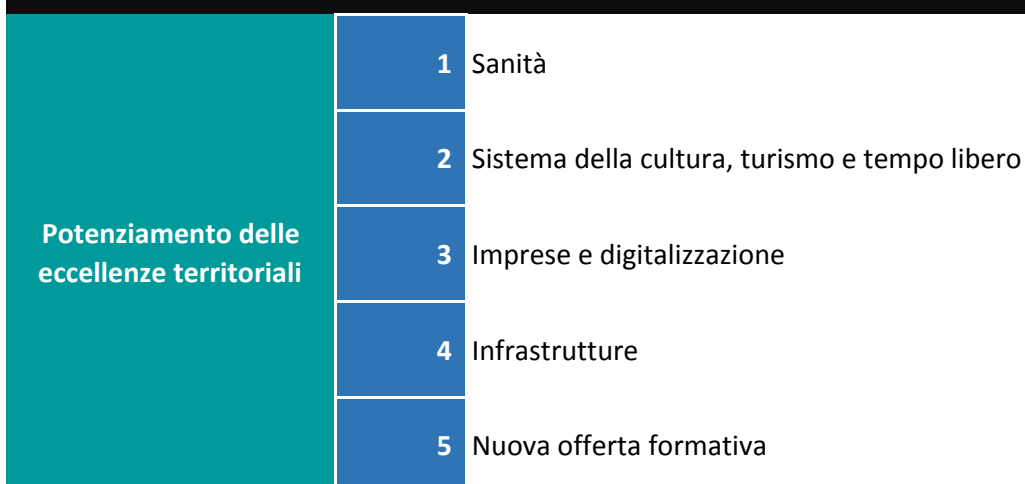 Potenziamento delle
eccellenze territoriali
1 Sanità
2 Sistema della cultura, turismo e tempo libero
3 Imprese e digitalizzazione
4 Infrastrutture
5 Nuova offerta formativa